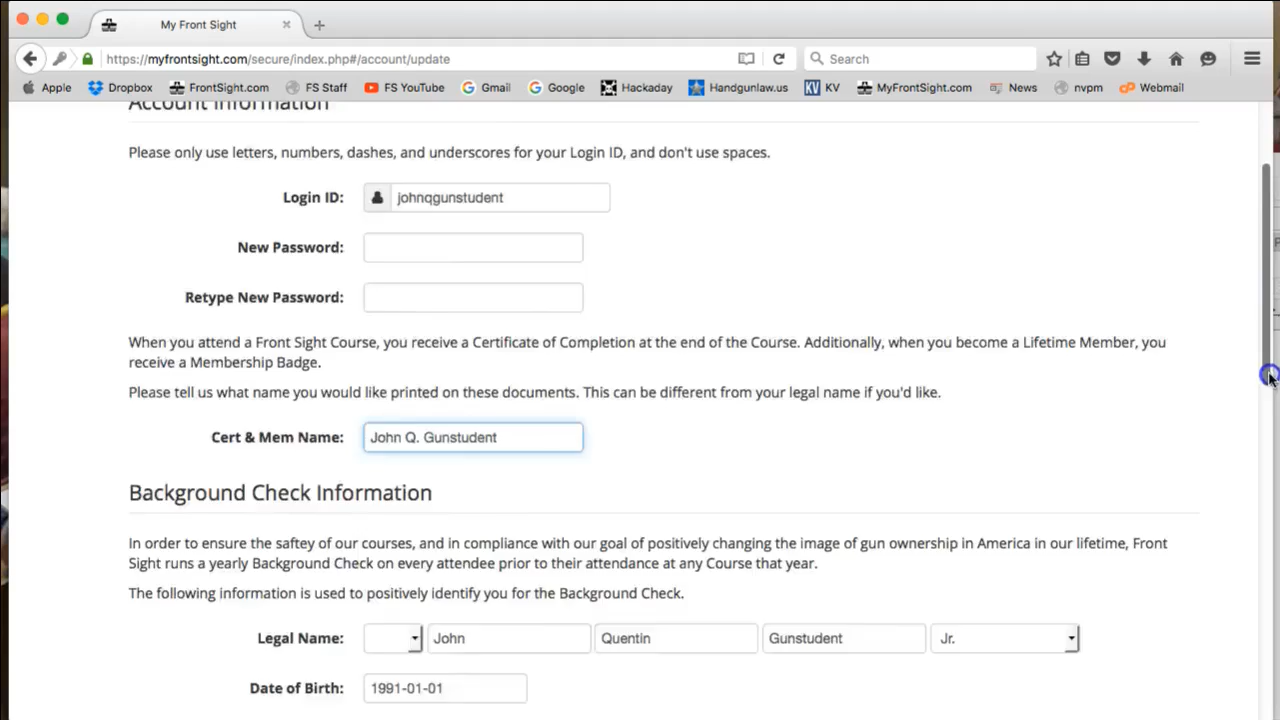 My Front Sight
https://myfrontsight.com/secure/index.php#/account/update
Search
Apple Dropbox FrontSight.com FS Staff FS YouTube Gmail Google Hackaday Handgunlaw.us KV KV MyFrontSight.com News nvpm cP Webmail
Account Information
Please only use letters, numbers, dashes, and underscores for your Login ID, and don't use spaces.
Login ID: johnqgunstudent
New Password:
Retype New Password:
When you attend a Front Sight Course, you receive a Certificate of Completion at the end of the Course. Additionally, when you become a Lifetime Member, you
receive a Membership Badge.
Please tell us what name you would like printed on these documents. This can be different from your legal name if you'd like.
Cert & Mem Name: John Q. Gunstudent
Background Check Information
In order to ensure the saftey of our courses, and in compliance with our goal of positively changing the image of gun ownership in America in our lifetime, Front
Sight runs a yearly Background Check on every attendee prior to their attendance at any Course that year.
The following information is used to positively identify you for the Background Check.
Legal Name: John Quentin Gunstudent Jr.
Date of Birth: 1991-01-01